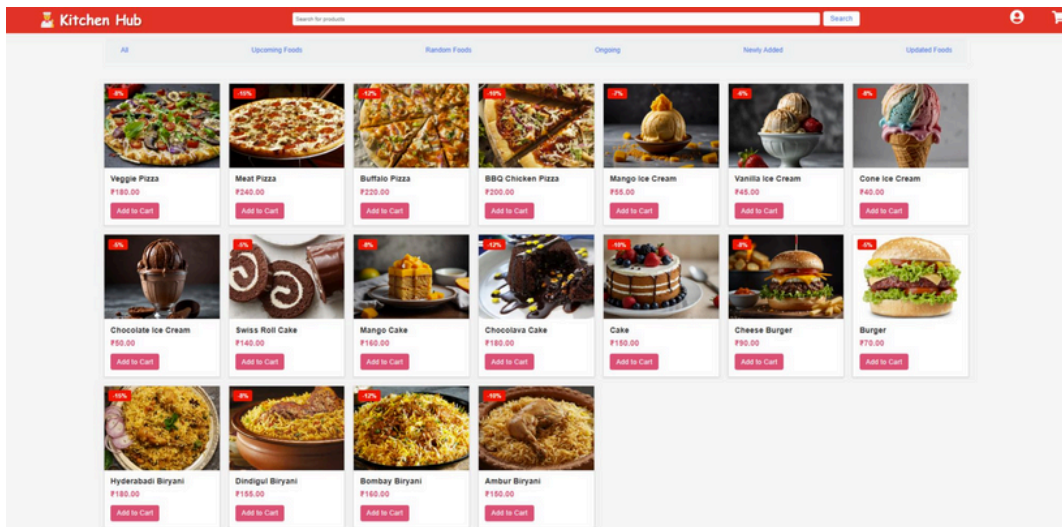 Kitchen Hub
Search for products
Search
All
Upcoming Foods
Random Foods
Ongoing
Newly Added
Updated Foods
-8%
-15%
-12%
-10%
-7%
-6%
-8%
Veggie Pizza
Meat Pizza
Buffalo Pizza
BBQ Chicken Pizza
Mango Ice Cream
Vanilla Ice Cream
Cone Ice Cream
₹180.00
₹240.00
₹220.00
₹200.00
₹55.00
₹45.00
₹40.00
Add to Cart
Add to Cart
Add to Cart
Add to Cart
Add to Cart
Add to Cart
Add to Cart
-5%
-8%
-12%
-10%
-5%
Chocolate Ice Cream
Swiss Roll Cake
Mango Cake
Chocolava Cake
Cake
Cheese Burger
Burger
₹50.00
₹140.00
₹160.00
₹180.00
₹150.00
₹90.00
₹70.00
Add to Cart
Add to Cart
Add to Cart
Add to Cart
Add to Cart
Add to Cart
Add to Cart
-15%
-8%
-12%
-10%
Hyderabadi Biryani
Dindigul Biryani
Bombay Biryani
Ambur Biryani
₹180.00
₹155.00
₹160.00
₹150.00
Add to Cart
Add to Cart
Add to Cart
Add to Cart